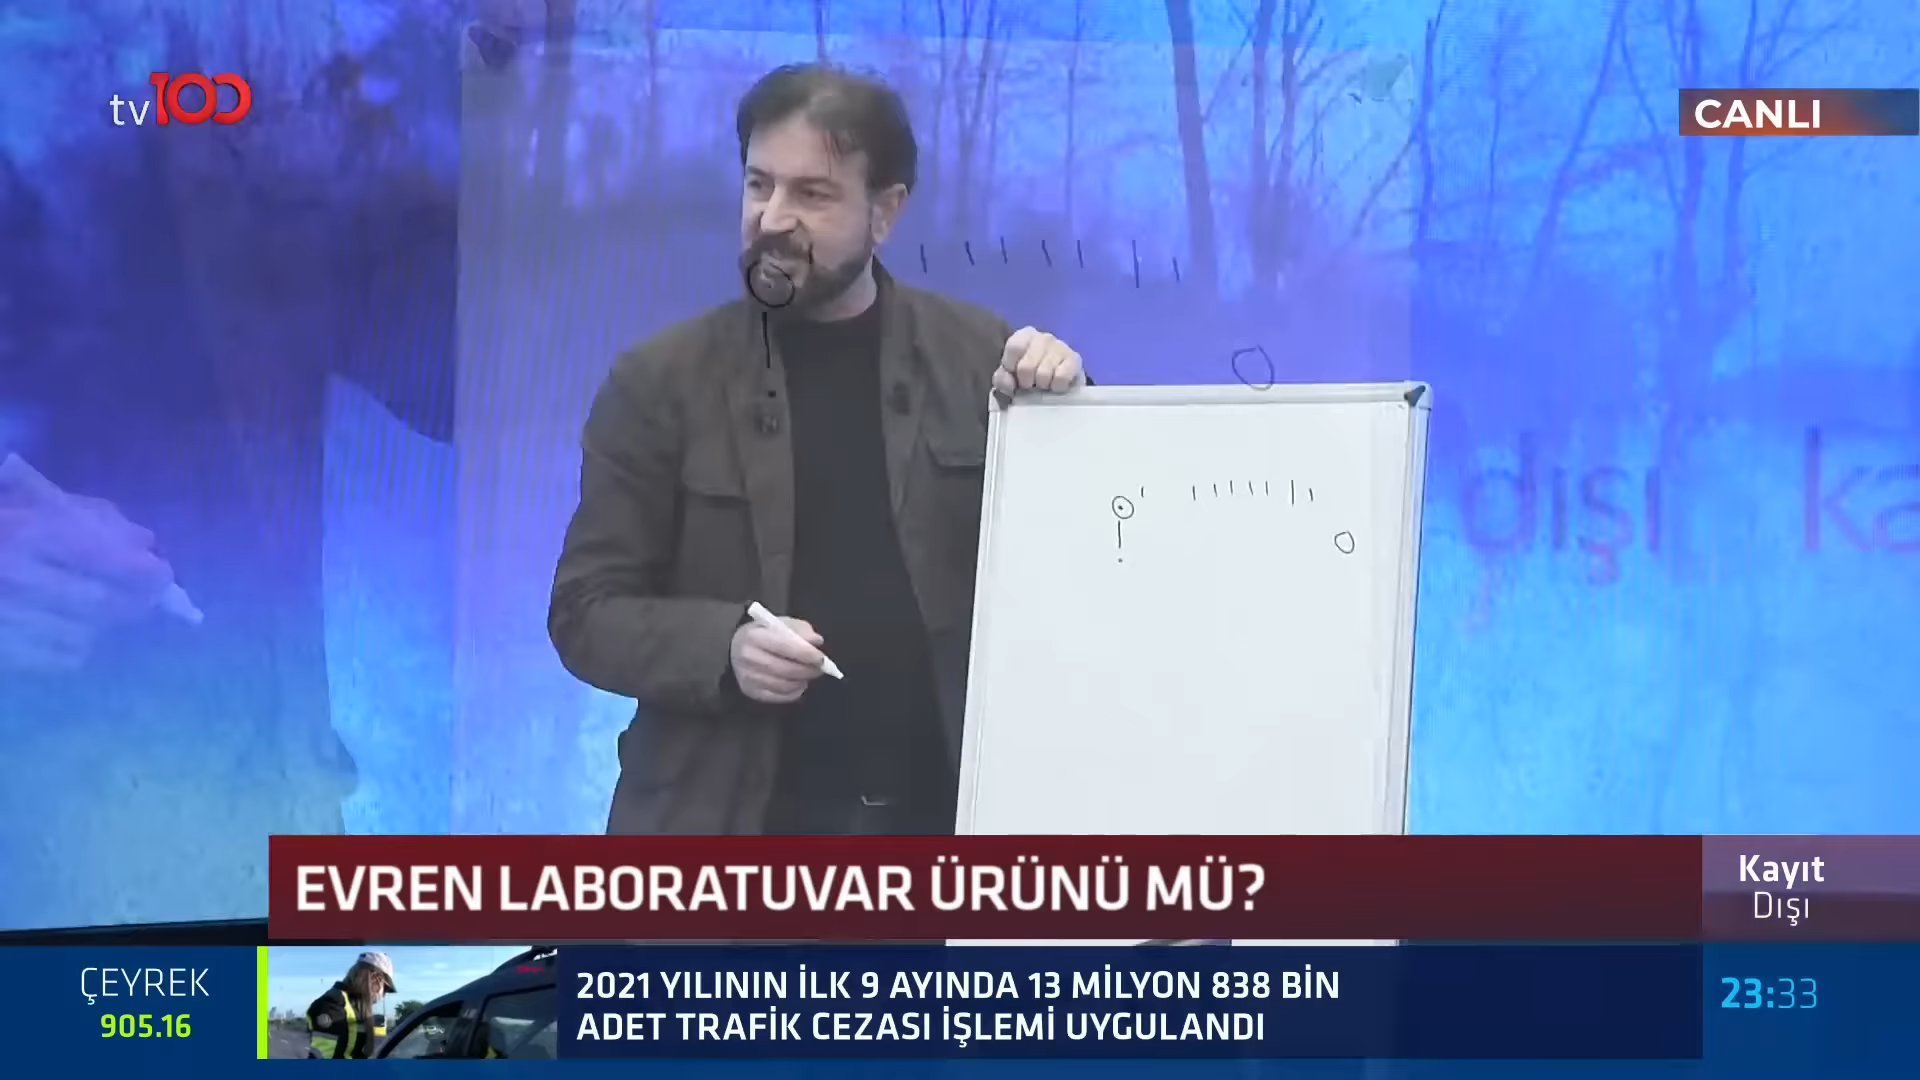 tv100
CANLI
dışı ka
EVREN LABORATUVAR ÜRÜNÜ MÜ?
Kayıt
Dışı
ÇEYREK
905.16
2021 YILININ İLK 9 AYINDA 13 MİLYON 838 BİN
ADET TRAFİK CEZASI İŞLEMİ UYGULANDI
23:33